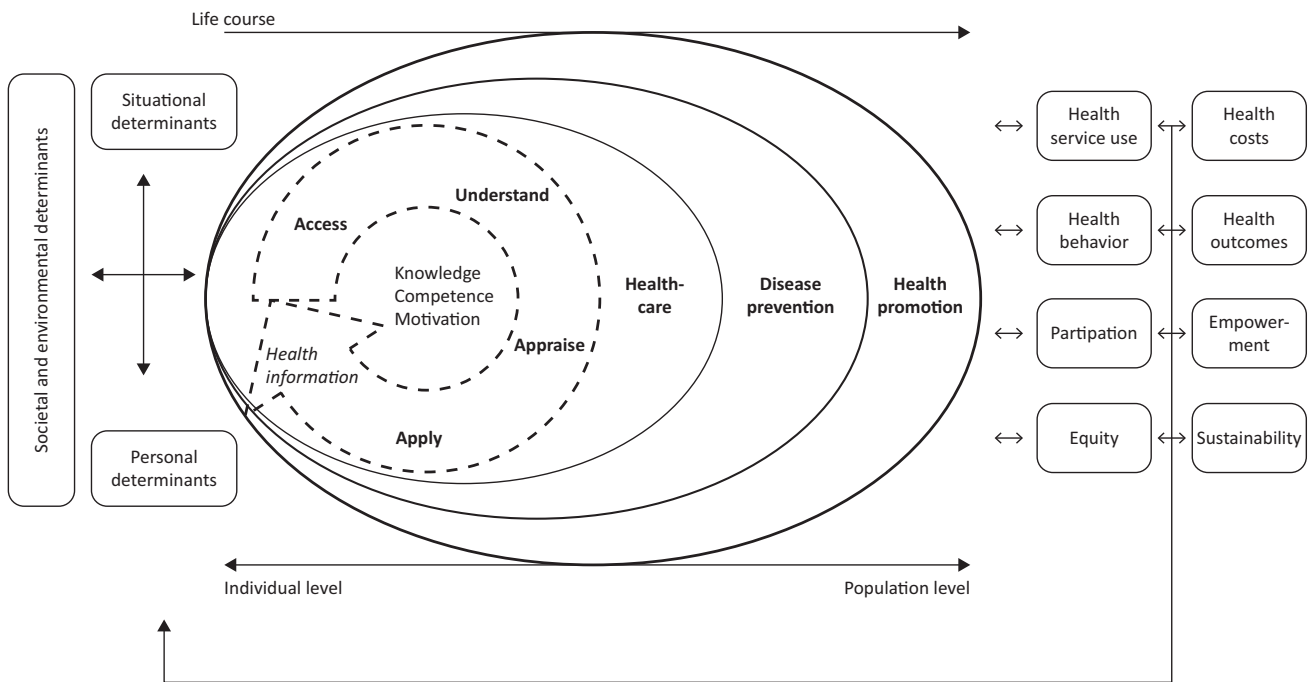 Life course
Societal and environmental determinants
Situational
determinants
Personal
determinants
Access
Understand
Knowledge
Competence
Motivation
Appraise
Health
information
Apply
Health-
care
Disease
prevention
Health
promotion
Individual level
Population level
Health
service use
Health
costs
Health
behavior
Health
outcomes
Partipation
Empower-
ment
Equity
Sustainability